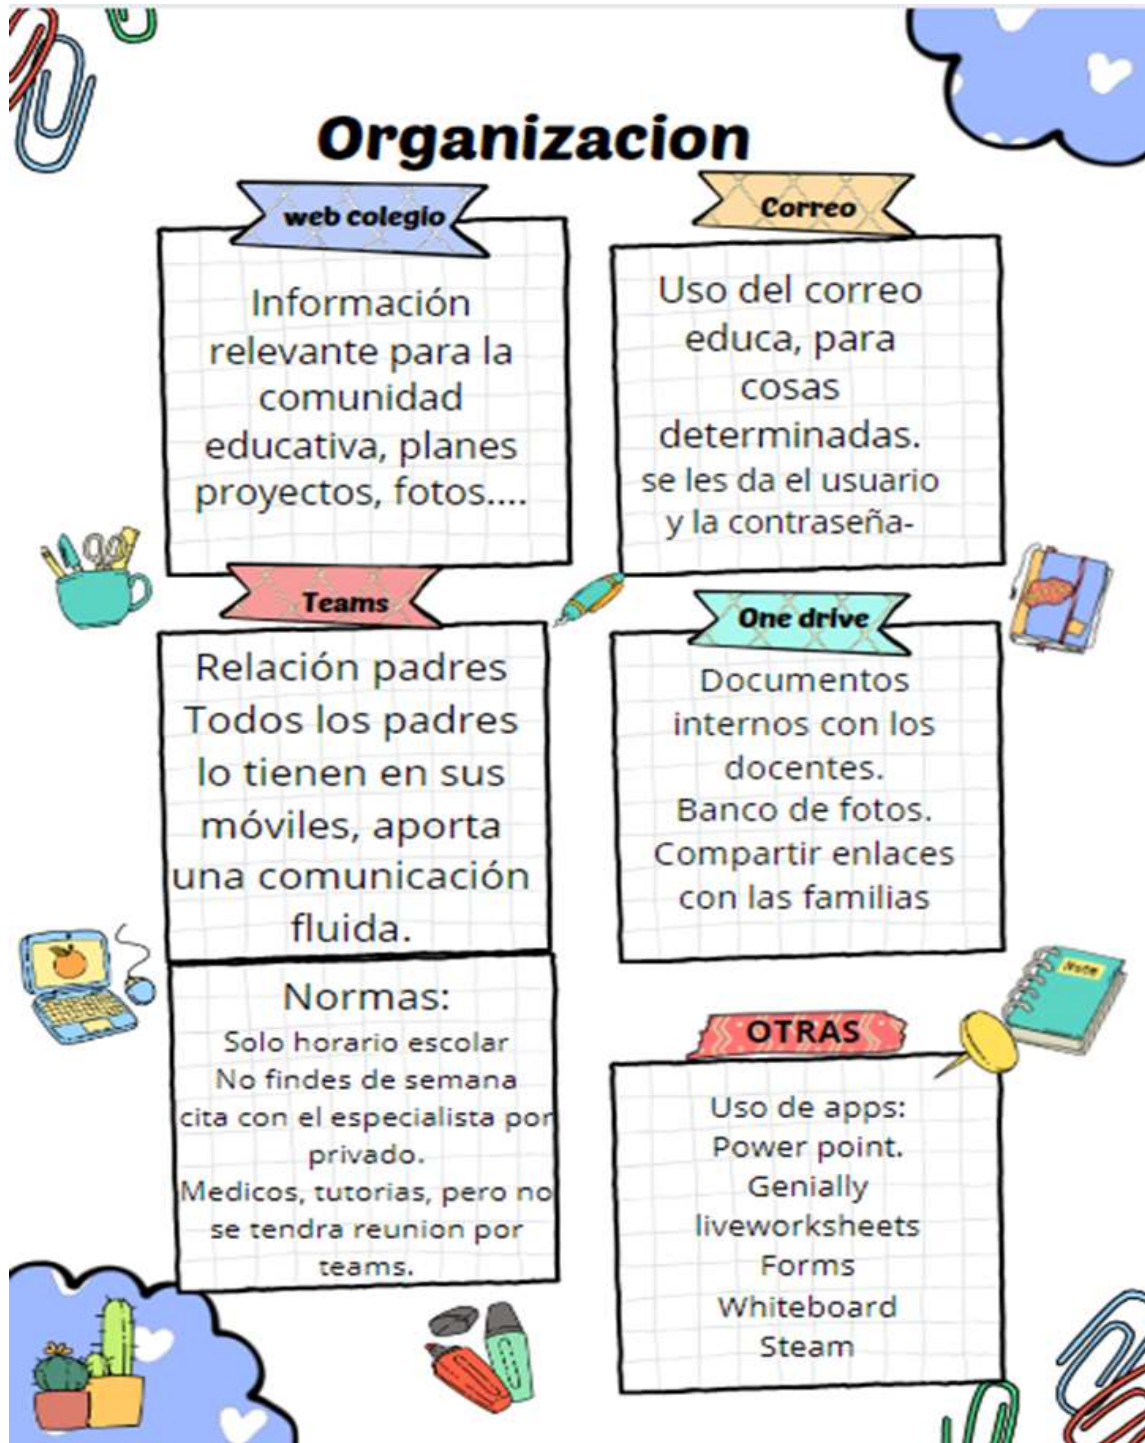 Organizacion
web colegio
Información
relevante para la
comunidad
educativa, planes
proyectos, fotos....
Correo
Uso del correo
educa, para
cosas
determinadas.
se les da el usuario
y la contraseña-
Teams
Relación padres
Todos los padres
lo tienen en sus
móviles, aporta
una comunicación
fluida.
Normas:
Solo horario escolar
No findes de semana
cita con el especialista por
privado.
Medicos, tutorias, pero no
se tendra reunion por
teams.
One drive
Documentos
internos con los
docentes.
Banco de fotos.
Compartir enlaces
con las familias
Note
OTRAS
Uso de apps:
Power point.
Genially
liveworksheets
Forms
Whiteboard
Steam